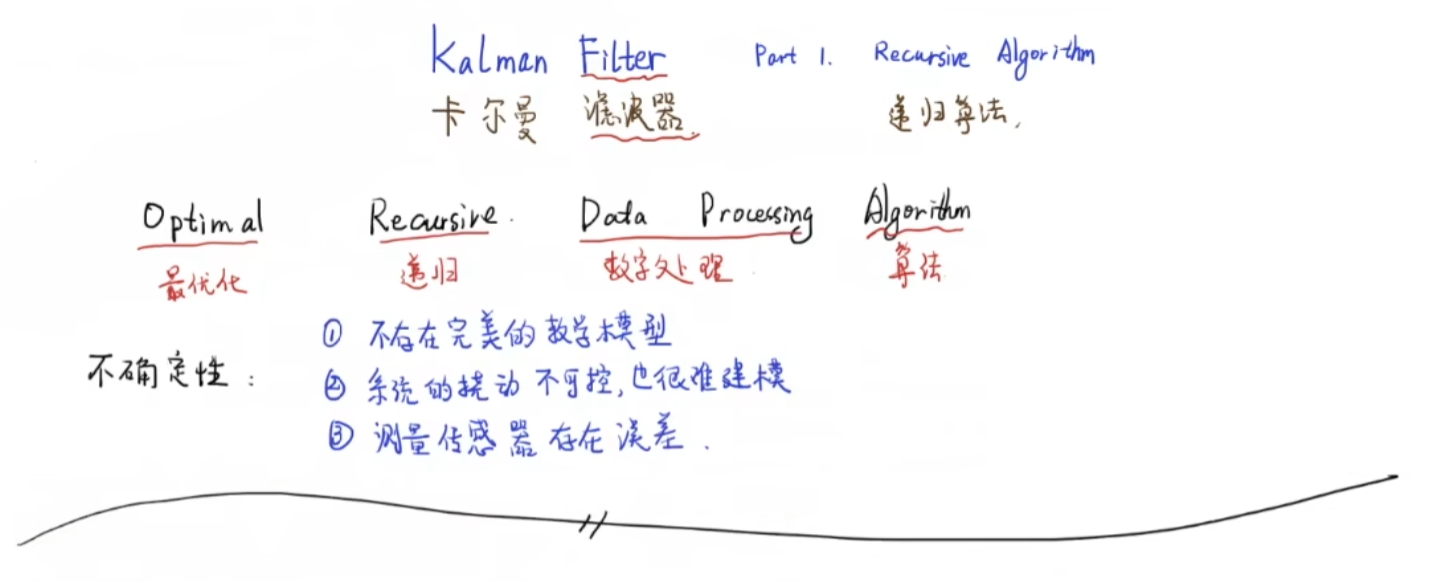 Kalman Filter Part 1. Recursive Algorithm
卡尔曼 滤波器. 递归算法.
Optimal Recursive. Data Processing Algorithm
最优化 递归 数字处理 算法
不确定性:
① 不存在完美的数学模型
② 系统的扰动不可控,也很难建模
③ 测量传感器存在误差.